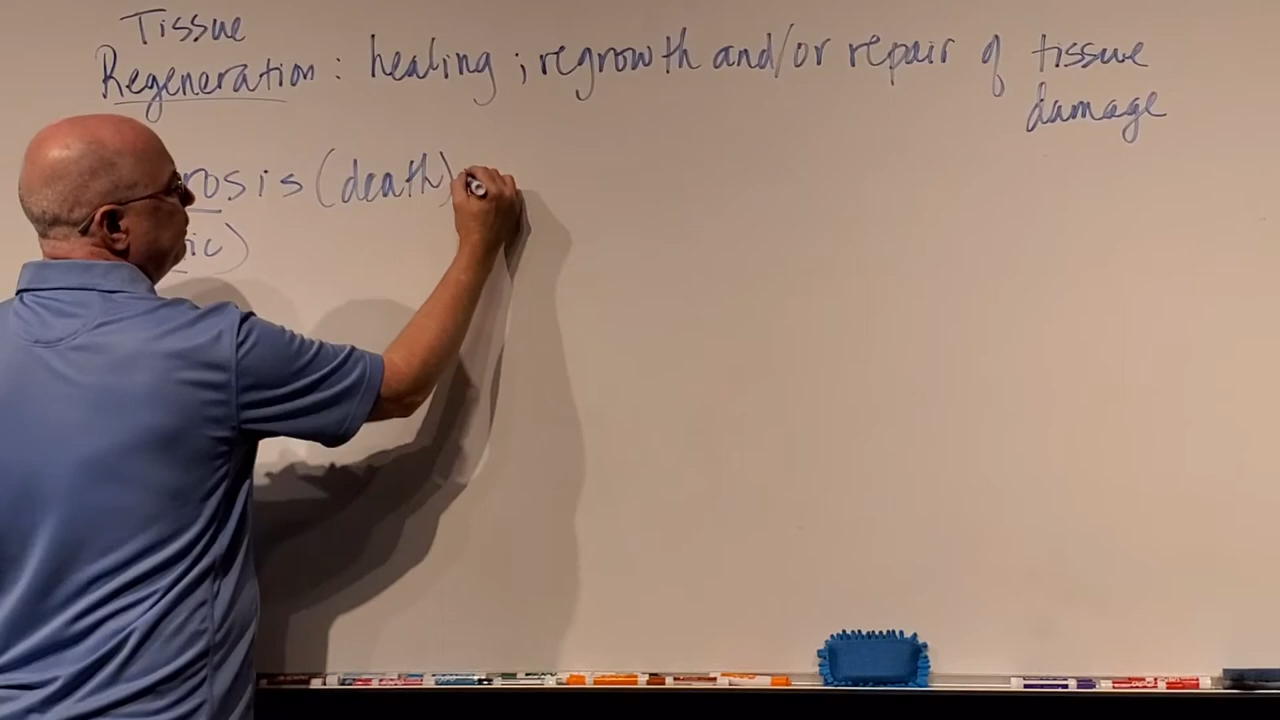 Tissue
Regeneration : healing ; regrowth and/or repair of tissue
damage
rosis (death)
ic)